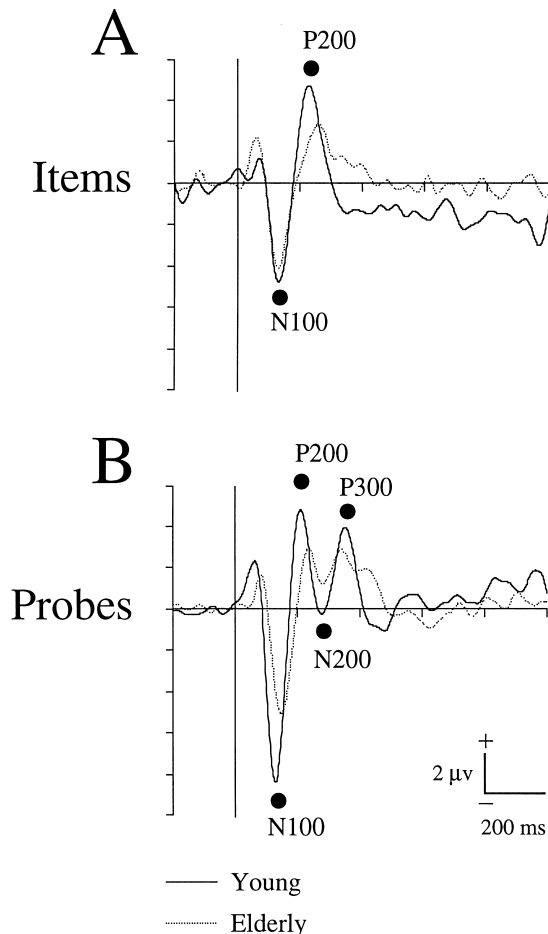 A
P200
Items
N100
B
P200
P300
Probes
N200
+
2 μv
−
200 ms
N100
Young
Elderly